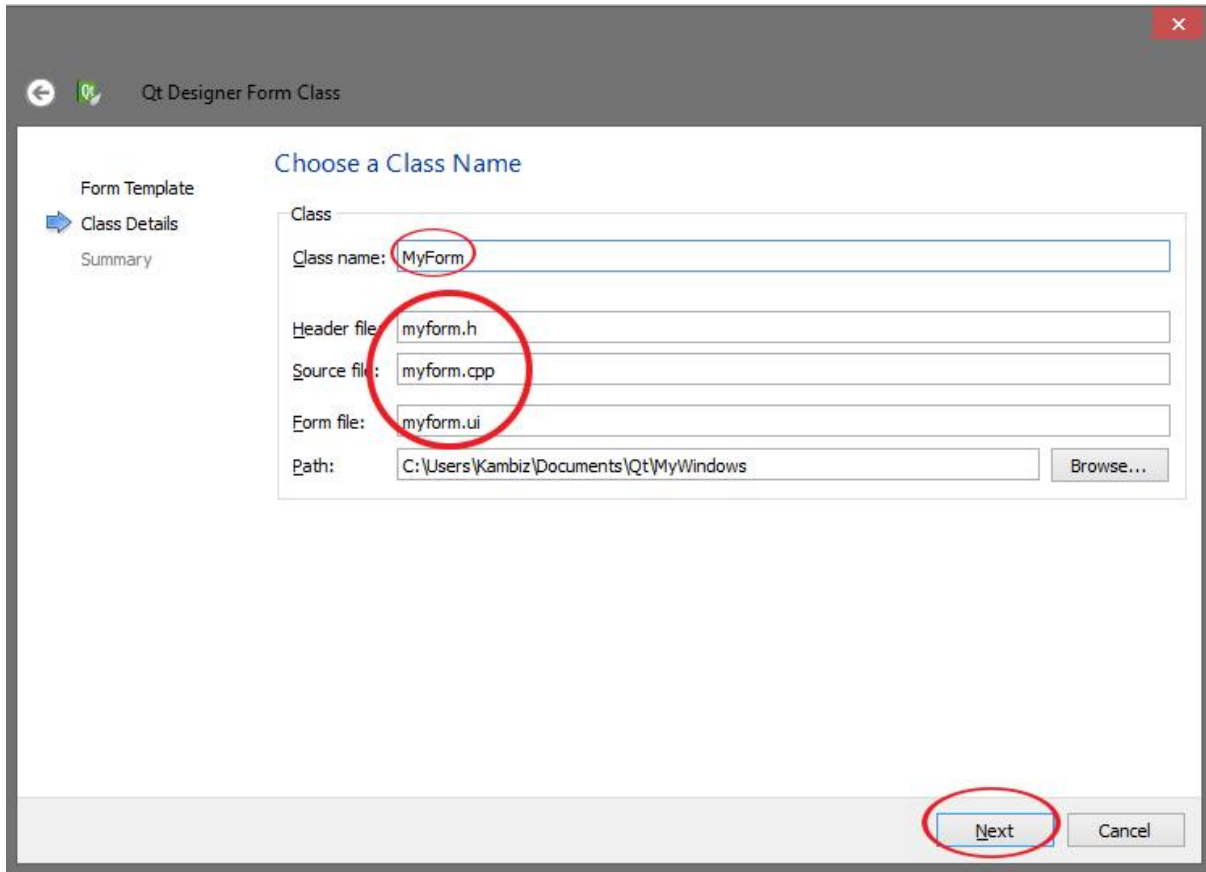 Qt Designer Form Class
Choose a Class Name
Form Template
Class Details
Summary
Class
Class name: MyForm
Header file myform.h
Source file: myform.cpp
Form file: myform.ui
Path: C:\Users\Kambiz\Documents\Qt\MyWindows Browse...
Next Cancel